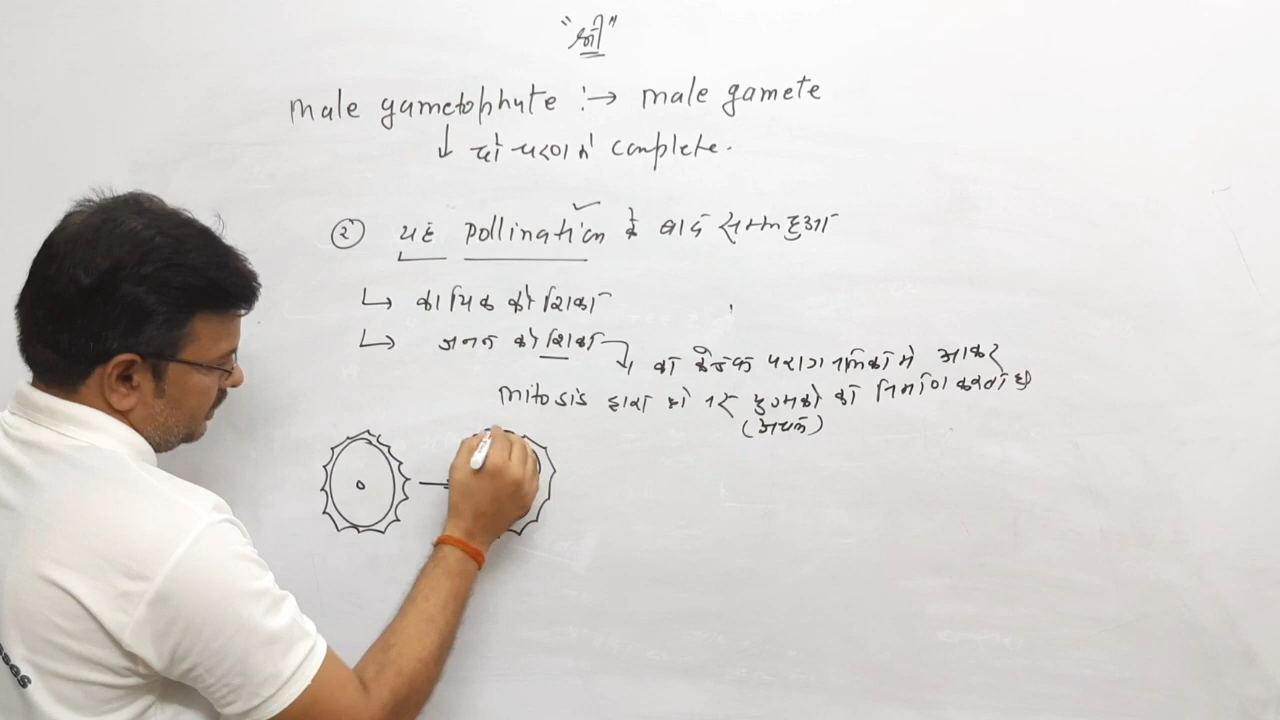 "श्री"
male gametophyte :→ male gamete
↓ दो चरणो में complete.
② यह pollination के बाद सम्पन्न हुआ
↳ कायिक कोशिका
↳ जनन कोशिका
का केन्द्रक परागनलिका में आकर
mitosis द्वारा दो नर युग्मको का निर्माण करता है